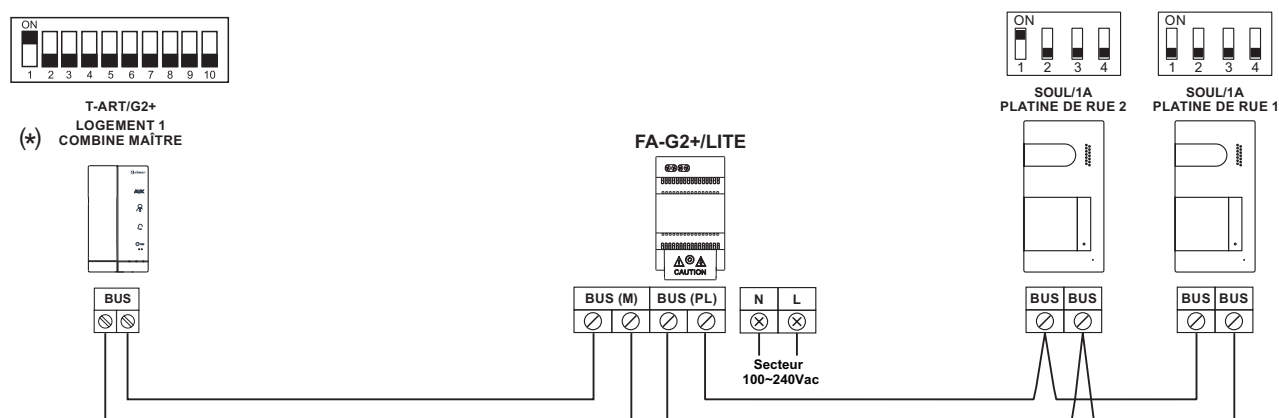 ON
1 2 3 4 5 6 7 8 9 10
T-ART/G2+
LOGEMENT 1
(*) COMBINE MAÎTRE
BUS
FA-G2+/LITE
CAUTION
BUS (M) BUS (PL)
N L
Secteur
100~240Vac
ON
1 2 3 4
SOUL/1A
PLATINE DE RUE 2
BUS BUS
ON
1 2 3 4
SOUL/1A
PLATINE DE RUE 1
BUS BUS